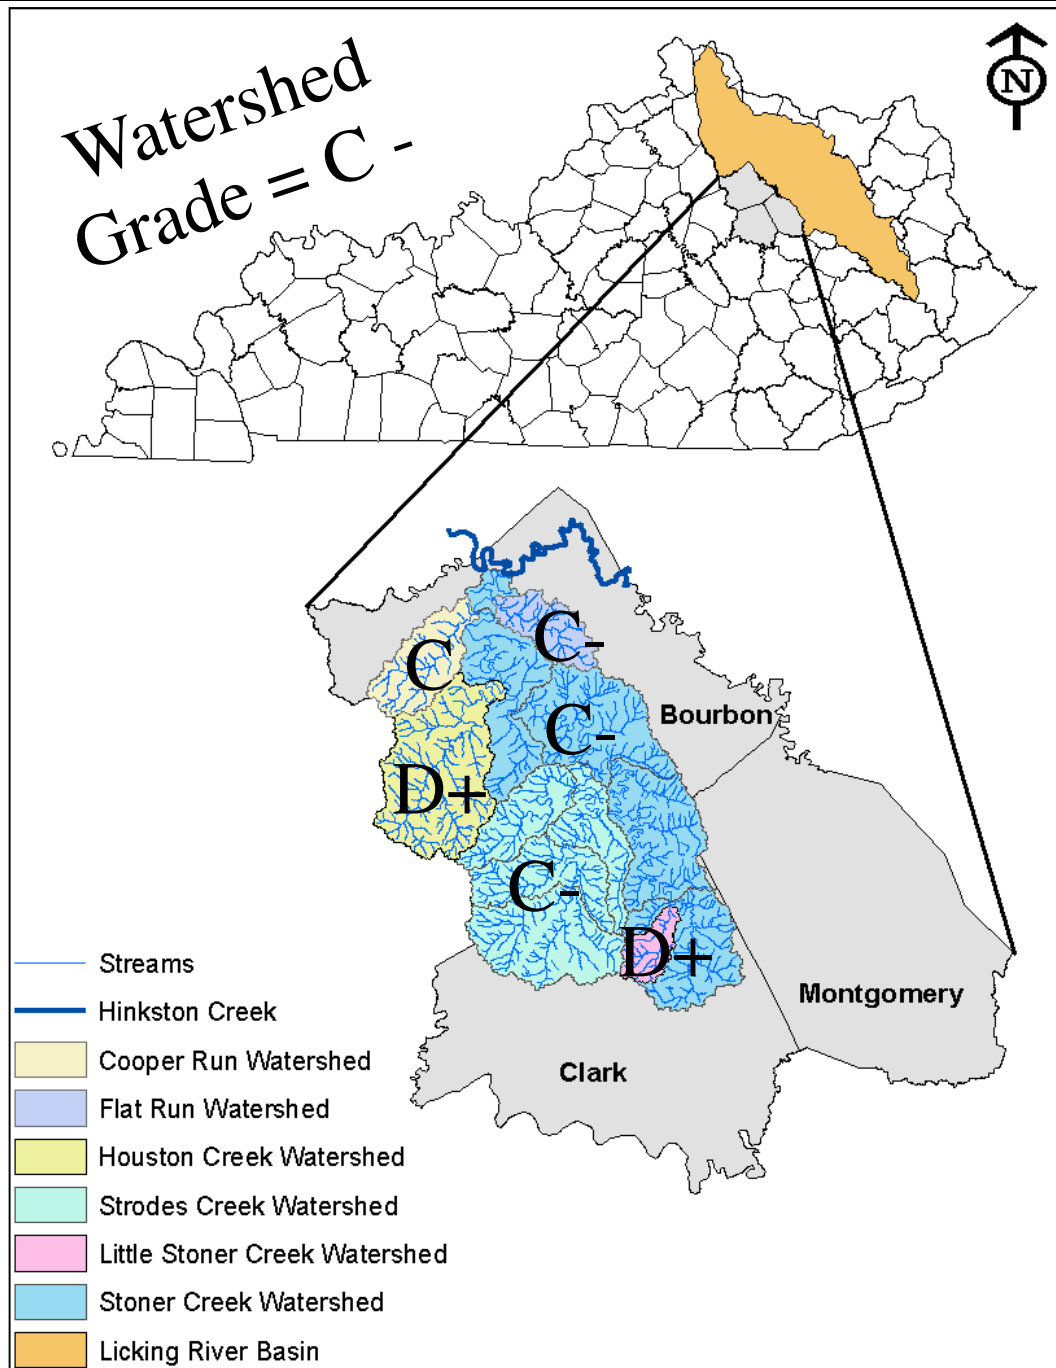 Watershed
Grade = C -
N
C
C-
Bourbon
C-
D+
C-
D+
Montgomery
Clark
Streams
Hinkston Creek
Cooper Run Watershed
Flat Run Watershed
Houston Creek Watershed
Strodes Creek Watershed
Little Stoner Creek Watershed
Stoner Creek Watershed
Licking River Basin